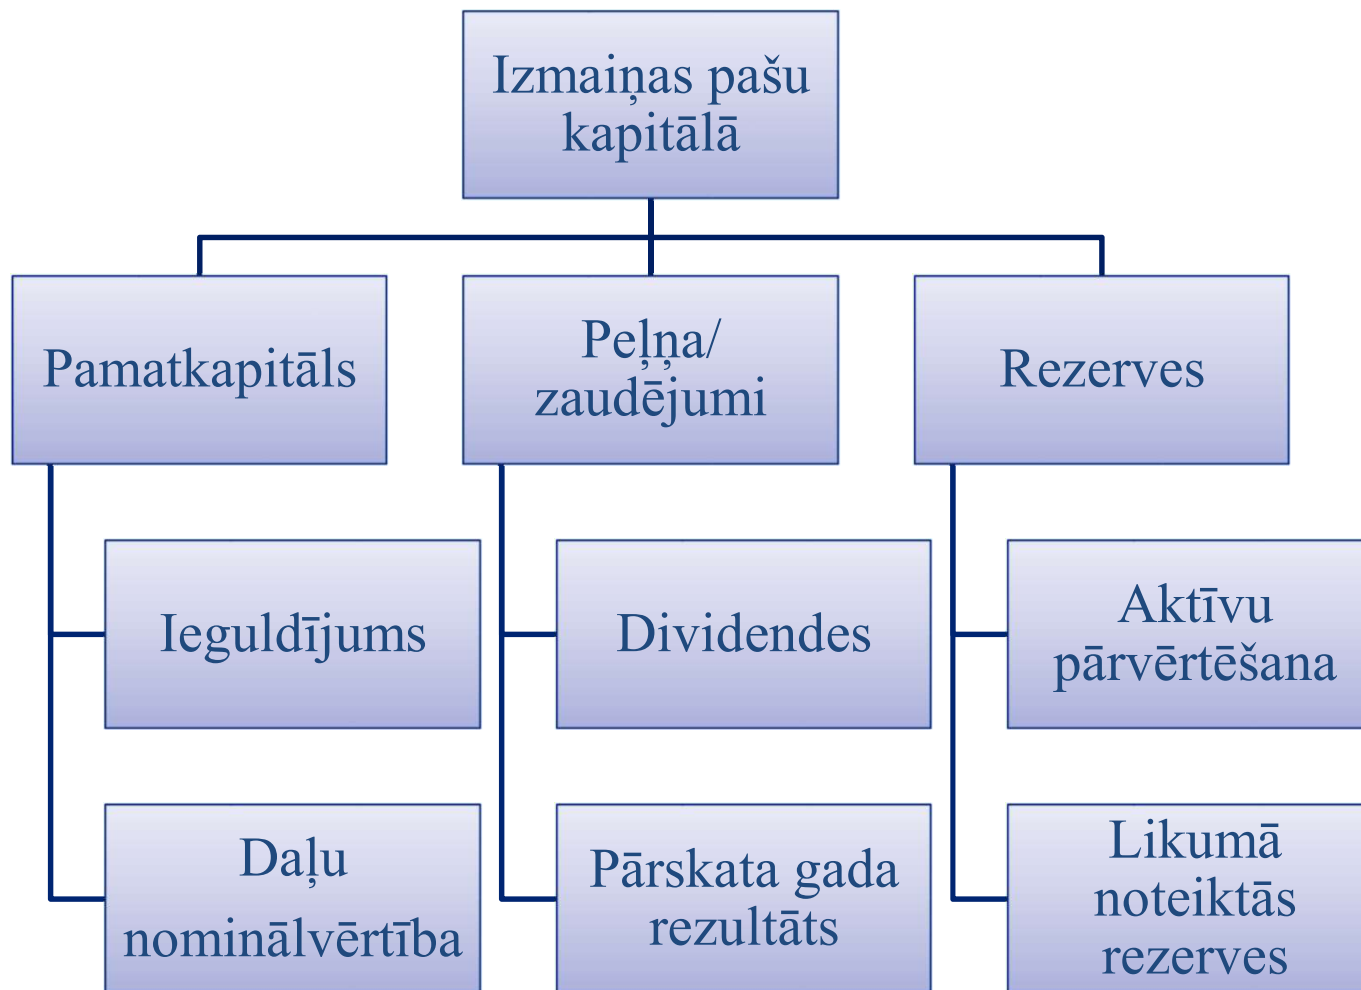 Izmaiņas pašu
kapitālā
Pamatkapitāls
Peļņa/
zaudējumi
Rezerves
Ieguldījums
Dividendes
Aktīvu
pārvērtēšana
Daļu
nominālvērtība
Pārskata gada
rezultāts
Likumā
noteiktās
rezerves